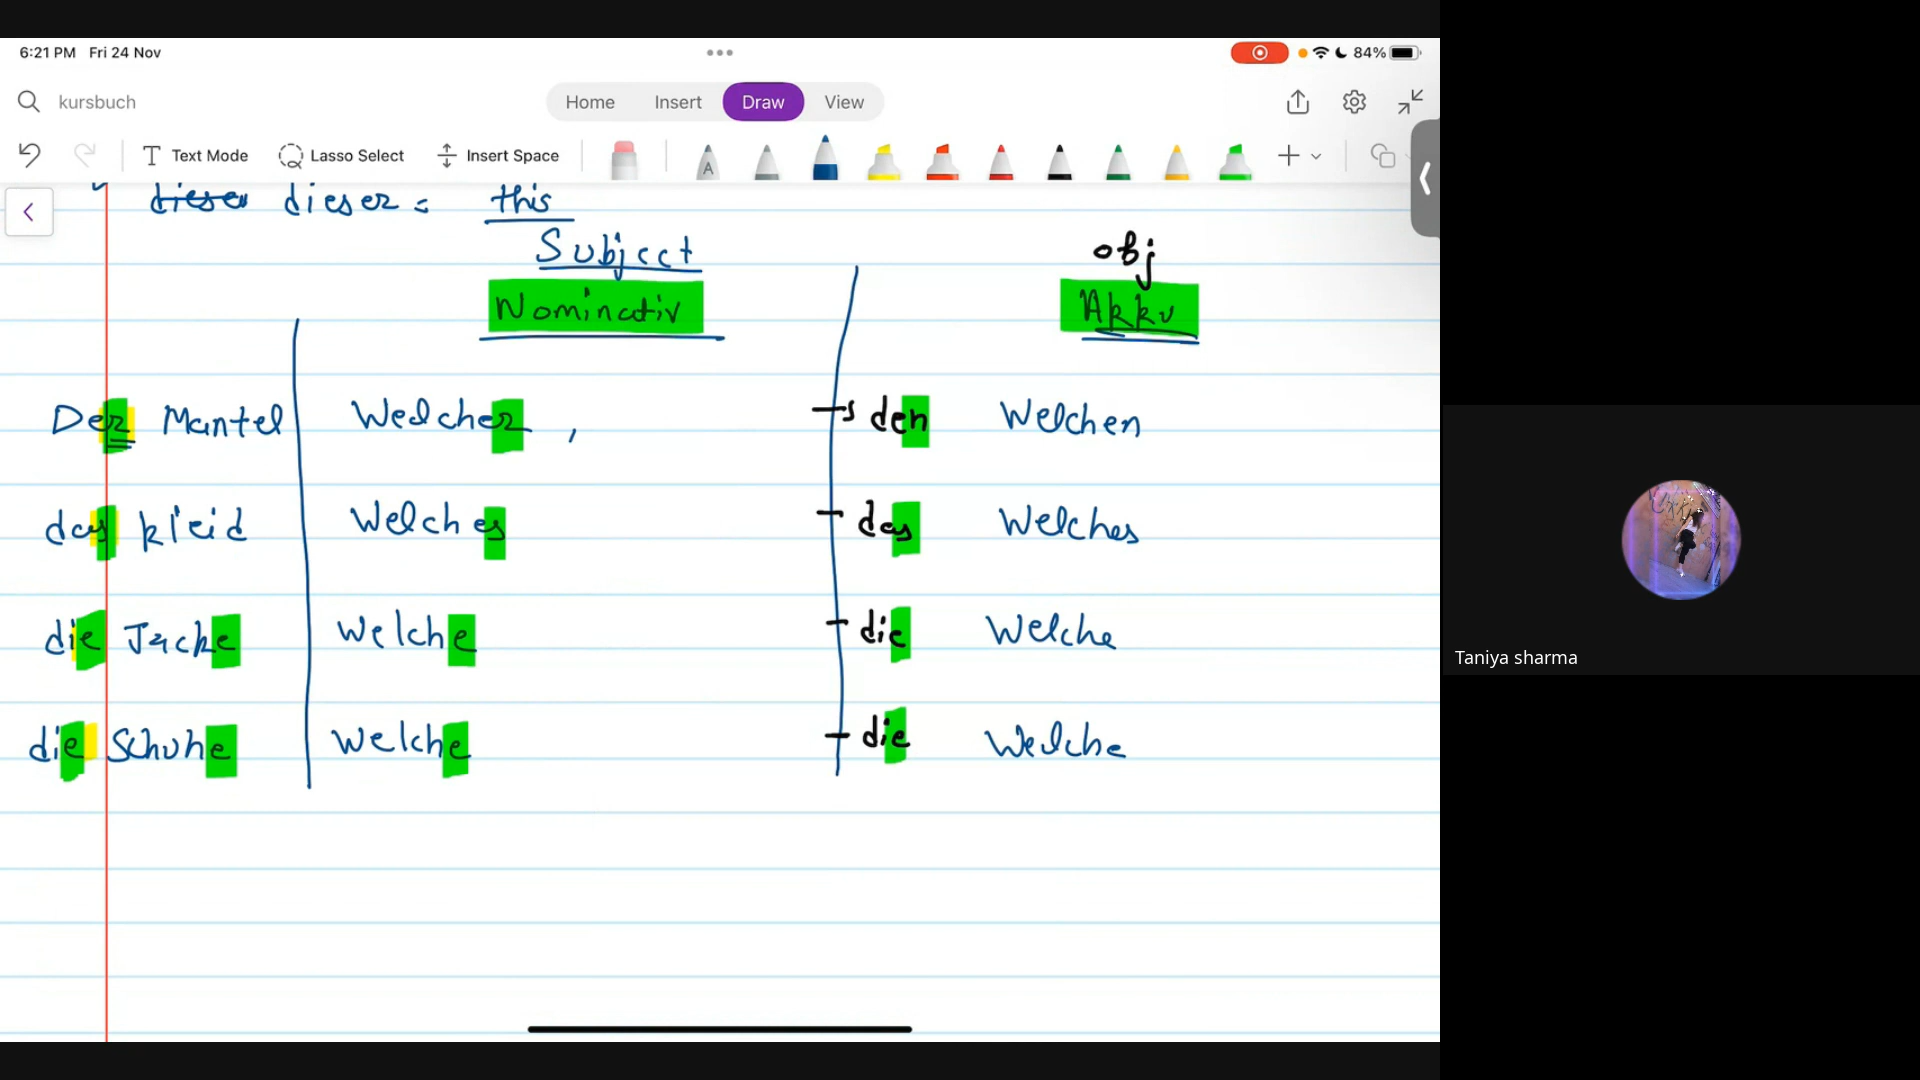 6:21 PM Fri 24 Nov 84%
kursbuch Home Insert Draw View
Text Mode Lasso Select Insert Space
dieser dieser = this
Subject obj
Nominativ Akku
Der Mantel Welcher, → den Welchen
das kleid Welches - das Welches
die Jacke Welche - die Welche
die Schuhe Welche - die Welche
Taniya sharma